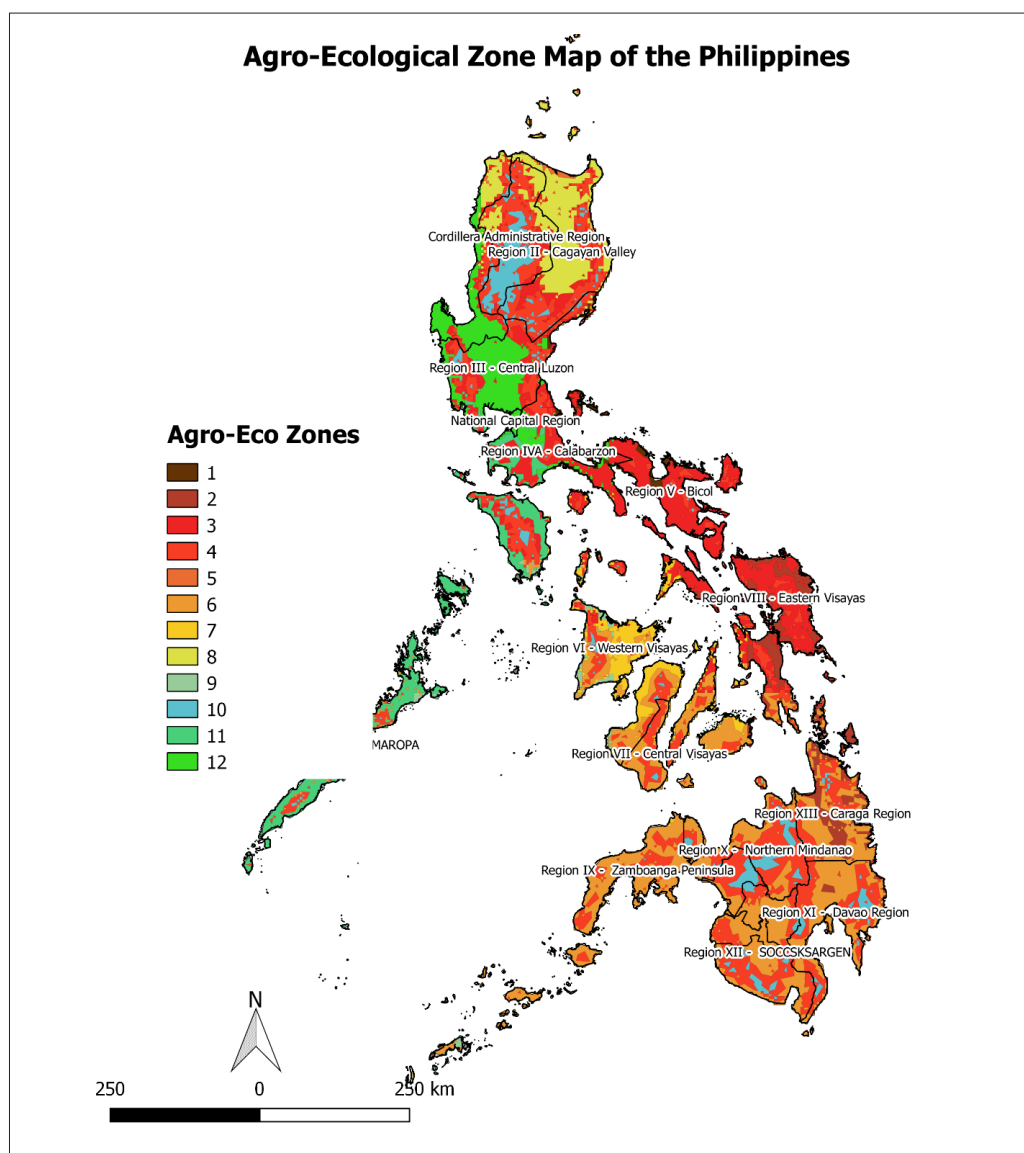 Agro-Ecological Zone Map of the Philippines
Cordillera Administrative Region
Region II - Cagayan Valley
Region III - Central Luzon
National Capital Region
Region IVA - Calabarzon
Region V - Bicol
Region VIII - Eastern Visayas
Region VI - Western Visayas
MAROPA
Region VII - Central Visayas
Region XIII - Caraga Region
Region X - Northern Mindanao
Region IX - Zamboanga Peninsula
Region XI - Davao Region
Region XII - SOCCSKSARGEN
Agro-Eco Zones
1
2
3
4
5
6
7
8
9
10
11
12
N
250 0 250 km